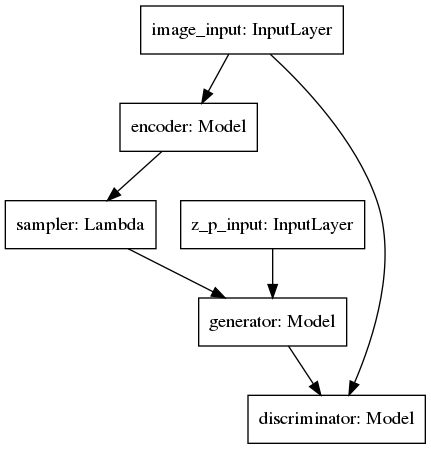 image_input: InputLayer
encoder: Model
sampler: Lambda
z_p_input: InputLayer
generator: Model
discriminator: Model